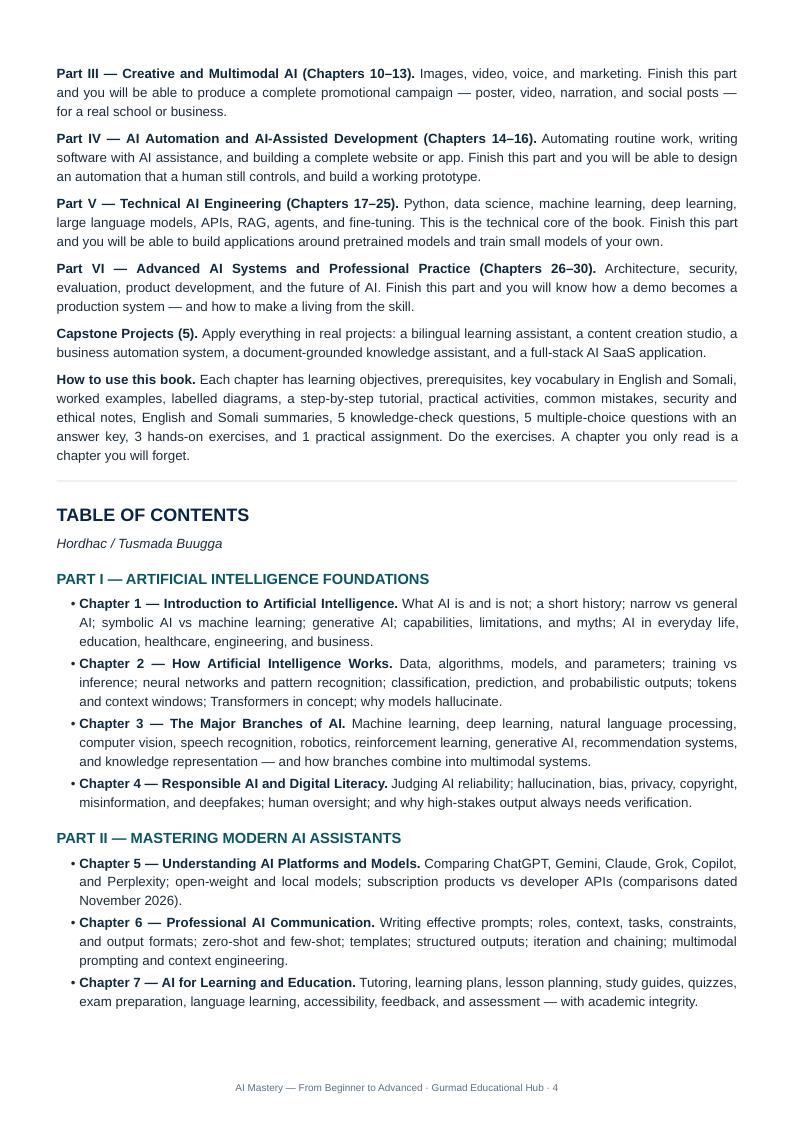 Part III — Creative and Multimodal AI (Chapters 10–13). Images, video, voice, and marketing. Finish this part
and you will be able to produce a complete promotional campaign — poster, video, narration, and social posts —
for a real school or business.
Part IV — AI Automation and AI-Assisted Development (Chapters 14–16). Automating routine work, writing
software with AI assistance, and building a complete website or app. Finish this part and you will be able to design
an automation that a human still controls, and build a working prototype.
Part V — Technical AI Engineering (Chapters 17–25). Python, data science, machine learning, deep learning,
large language models, APIs, RAG, agents, and fine-tuning. This is the technical core of the book. Finish this part
and you will be able to build applications around pretrained models and train small models of your own.
Part VI — Advanced AI Systems and Professional Practice (Chapters 26–30). Architecture, security,
evaluation, product development, and the future of AI. Finish this part and you will know how a demo becomes a
production system — and how to make a living from the skill.
Capstone Projects (5). Apply everything in real projects: a bilingual learning assistant, a content creation studio, a
business automation system, a document-grounded knowledge assistant, and a full-stack AI SaaS application.
How to use this book. Each chapter has learning objectives, prerequisites, key vocabulary in English and Somali,
worked examples, labelled diagrams, a step-by-step tutorial, practical activities, common mistakes, security and
ethical notes, English and Somali summaries, 5 knowledge-check questions, 5 multiple-choice questions with an
answer key, 3 hands-on exercises, and 1 practical assignment. Do the exercises. A chapter you only read is a
chapter you will forget.
TABLE OF CONTENTS
Hordhac / Tusmada Buugga
PART I — ARTIFICIAL INTELLIGENCE FOUNDATIONS
• Chapter 1 — Introduction to Artificial Intelligence. What AI is and is not; a short history; narrow vs general
AI; symbolic AI vs machine learning; generative AI; capabilities, limitations, and myths; AI in everyday life,
education, healthcare, engineering, and business.
• Chapter 2 — How Artificial Intelligence Works. Data, algorithms, models, and parameters; training vs
inference; neural networks and pattern recognition; classification, prediction, and probabilistic outputs; tokens
and context windows; Transformers in concept; why models hallucinate.
• Chapter 3 — The Major Branches of AI. Machine learning, deep learning, natural language processing,
computer vision, speech recognition, robotics, reinforcement learning, generative AI, recommendation systems,
and knowledge representation — and how branches combine into multimodal systems.
• Chapter 4 — Responsible AI and Digital Literacy. Judging AI reliability; hallucination, bias, privacy, copyright,
misinformation, and deepfakes; human oversight; and why high-stakes output always needs verification.
PART II — MASTERING MODERN AI ASSISTANTS
• Chapter 5 — Understanding AI Platforms and Models. Comparing ChatGPT, Gemini, Claude, Grok, Copilot,
and Perplexity; open-weight and local models; subscription products vs developer APIs (comparisons dated
November 2026).
• Chapter 6 — Professional AI Communication. Writing effective prompts; roles, context, tasks, constraints,
and output formats; zero-shot and few-shot; templates; structured outputs; iteration and chaining; multimodal
prompting and context engineering.
• Chapter 7 — AI for Learning and Education. Tutoring, learning plans, lesson planning, study guides, quizzes,
exam preparation, language learning, accessibility, feedback, and assessment — with academic integrity.
AI Mastery — From Beginner to Advanced · Gurmad Educational Hub · 4